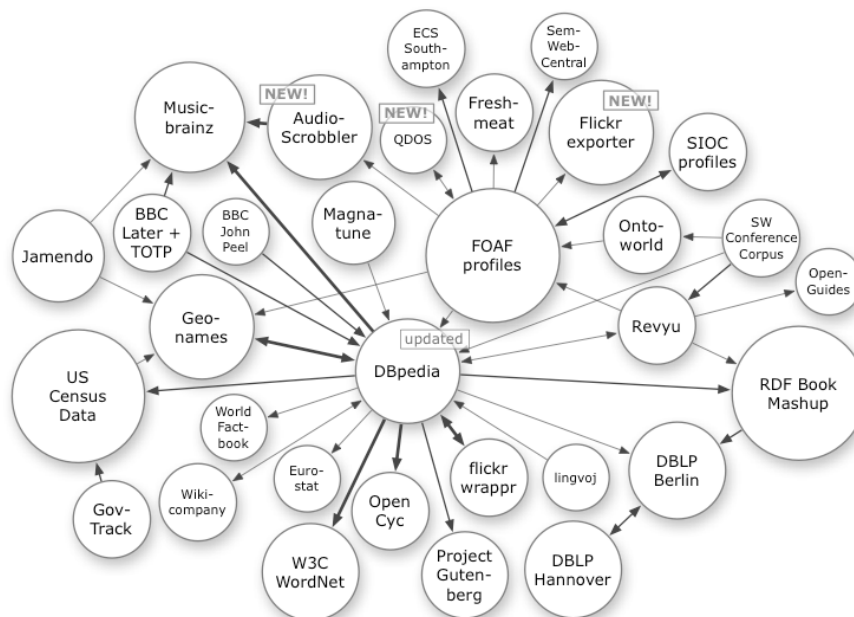 ECS
South-
ampton
Sem-
Web-
Central
Music-
brainz
NEW!
Audio-
Scrobbler
NEW!
QDOS
Fresh-
meat
NEW!
Flickr
exporter
SIOC
profiles
Jamendo
BBC
Later +
TOTP
BBC
John
Peel
Magna-
tune
FOAF
profiles
Onto-
world
SW
Conference
Corpus
Open-
Guides
Geo-
names
updated
DBpedia
Revyu
US
Census
Data
RDF Book
Mashup
World
Fact-
book
Euro-
stat
Wiki-
company
Gov-
Track
Open
Cyc
flickr
wrappr
lingvoj
DBLP
Berlin
W3C
WordNet
Project
Guten-
berg
DBLP
Hannover